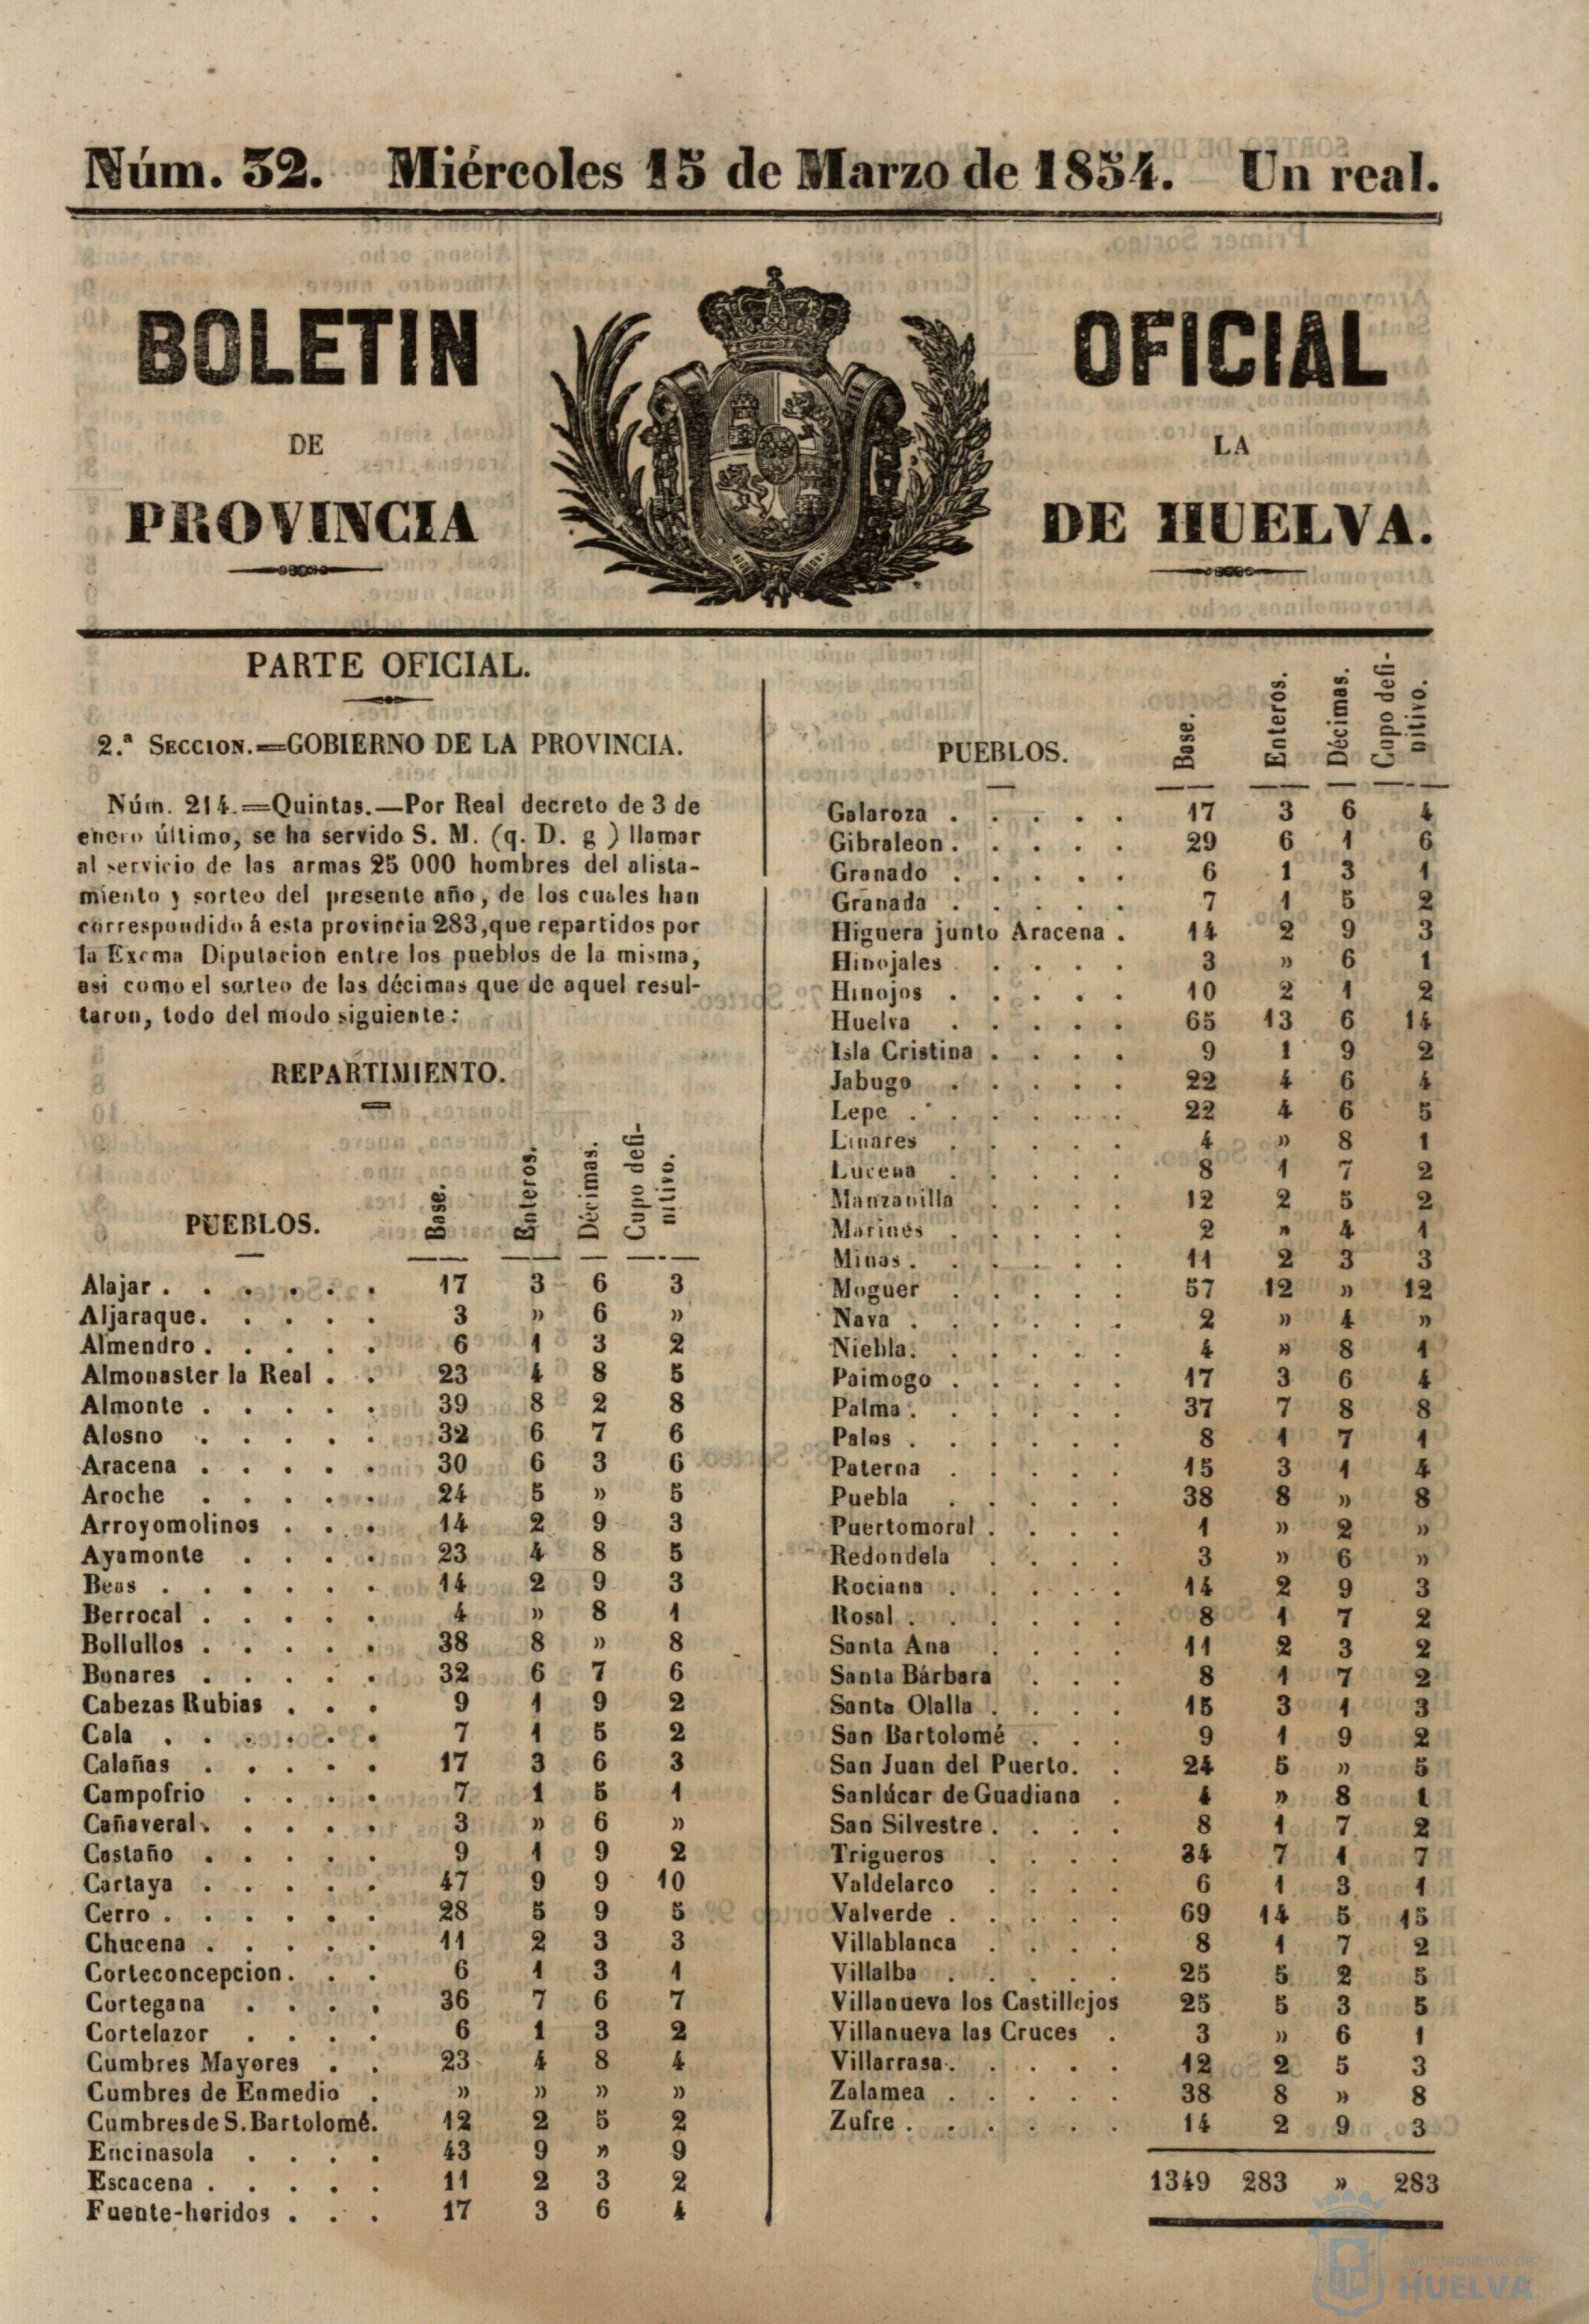 Núm. 32. Miércoles 15 de Marzo de 1854. Un real.
BOLETIN OFICIAL
DE LA
PROVINCIA DE HUELVA.
PARTE OFICIAL.
2.ª SECCION.=GOBIERNO DE LA PROVINCIA.
Núm. 214.=Quintas.—Por Real decreto de 3 de
enero último, se ha servido S. M. (q. D. g ) llamar
al servicio de las armas 25 000 hombres del alista-
miento y sorteo del presente año, de los cuales han
correspondido á esta provincia 283, que repartidos por
la Excma Diputacion entre los pueblos de la misma,
asi como el sorteo de las décimas que de aquel resul-
taron, todo del modo siguiente:
REPARTIMIENTO.
PUEBLOS. Base. Enteros. Décimas. Cupo defi-
nitivo.
Alajar . . . . . . 17 3 6 3
Aljaraque. . . . . 3 » 6 »
Almendro . . . . . 6 1 3 2
Almonaster la Real . . 23 4 8 5
Almonte . . . . . 39 8 2 8
Alosno . . . . . 32 6 7 6
Aracena . . . . . 30 6 3 6
Aroche . . . . . 24 5 » 5
Arroyomolinos . . . 14 2 9 3
Ayamonte . . . . 23 4 8 5
Beas . . . . . . 14 2 9 3
Berrocal . . . . . 4 » 8 1
Bollullos . . . . . 38 8 » 8
Bonares . . . . . 32 6 7 6
Cabezas Rubias . . . 9 1 9 2
Cala . . . . . . 7 1 5 2
Calañas . . . . . 17 3 6 3
Campofrio . . . . 7 1 5 1
Cañaveral . . . . . 3 » 6 »
Castaño . . . . . 9 1 9 2
Cartaya . . . . . 47 9 9 10
Cerro . . . . . . 28 5 9 5
Chucena . . . . . 11 2 3 3
Corteconcepcion. . . 6 1 3 1
Cortegana . . . . 36 7 6 7
Cortelazor . . . . 6 1 3 2
Cumbres Mayores . . 23 4 8 4
Cumbres de Enmedio . » » » »
Cumbres de S. Bartolomé. 12 2 5 2
Encinasola . . . . 43 9 » 9
Escacena . . . . . 11 2 3 2
Fuente-heridos . . . 17 3 6 4
PUEBLOS. Base. Enteros. Décimas. Cupo defi-
nitivo.
Galaroza . . . . . 17 3 6 4
Gibraleon . . . . . 29 6 1 6
Granado . . . . . 6 1 3 1
Granada . . . . . 7 1 5 2
Higuera junto Aracena . 14 2 9 3
Hinojales . . . . 3 » 6 1
Hinojos . . . . . 10 2 1 2
Huelva . . . . . 65 13 6 14
Isla Cristina . . . . 9 1 9 2
Jabugo . . . . . 22 4 6 4
Lepe . . . . . . 22 4 6 5
Linares . . . . . 4 » 8 1
Lucena . . . . . 8 1 7 2
Manzanilla . . . . 12 2 5 2
Marines . . . . . 2 » 4 1
Minas . . . . . . 11 2 3 3
Moguer . . . . . 57 12 » 12
Nava . . . . . . 2 » 4 »
Niebla. . . . . . 4 » 8 1
Paimogo . . . . . 17 3 6 4
Palma . . . . . . 37 7 8 8
Palos . . . . . . 8 1 7 1
Paterna . . . . . 15 3 1 4
Puebla . . . . . 38 8 » 8
Puertomoral . . . . 1 » 2 »
Redondela . . . . 3 » 6 »
Rociana . . . . . 14 2 9 3
Rosal . . . . . . 8 1 7 2
Santa Ana . . . . 11 2 3 2
Santa Bárbara . . . 8 1 7 2
Santa Olalla . . . . 15 3 1 3
San Bartolomé . . . 9 1 9 2
San Juan del Puerto. . 24 5 » 5
Sanlúcar de Guadiana . 4 » 8 1
San Silvestre . . . . 8 1 7 2
Trigueros . . . . 34 7 1 7
Valdelarco . . . . 6 1 3 1
Valverde . . . . . 69 14 5 15
Villablanca . . . . 8 1 7 2
Villalba . . . . . 25 5 2 5
Villanueva los Castillejos 25 5 3 5
Villanueva las Cruces . 3 » 6 1
Villarrasa . . . . . 12 2 5 3
Zalamea . . . . . 38 8 » 8
Zufre . . . . . . 14 2 9 3
1349 283 » 283
Ayuntamiento de
HUELVA